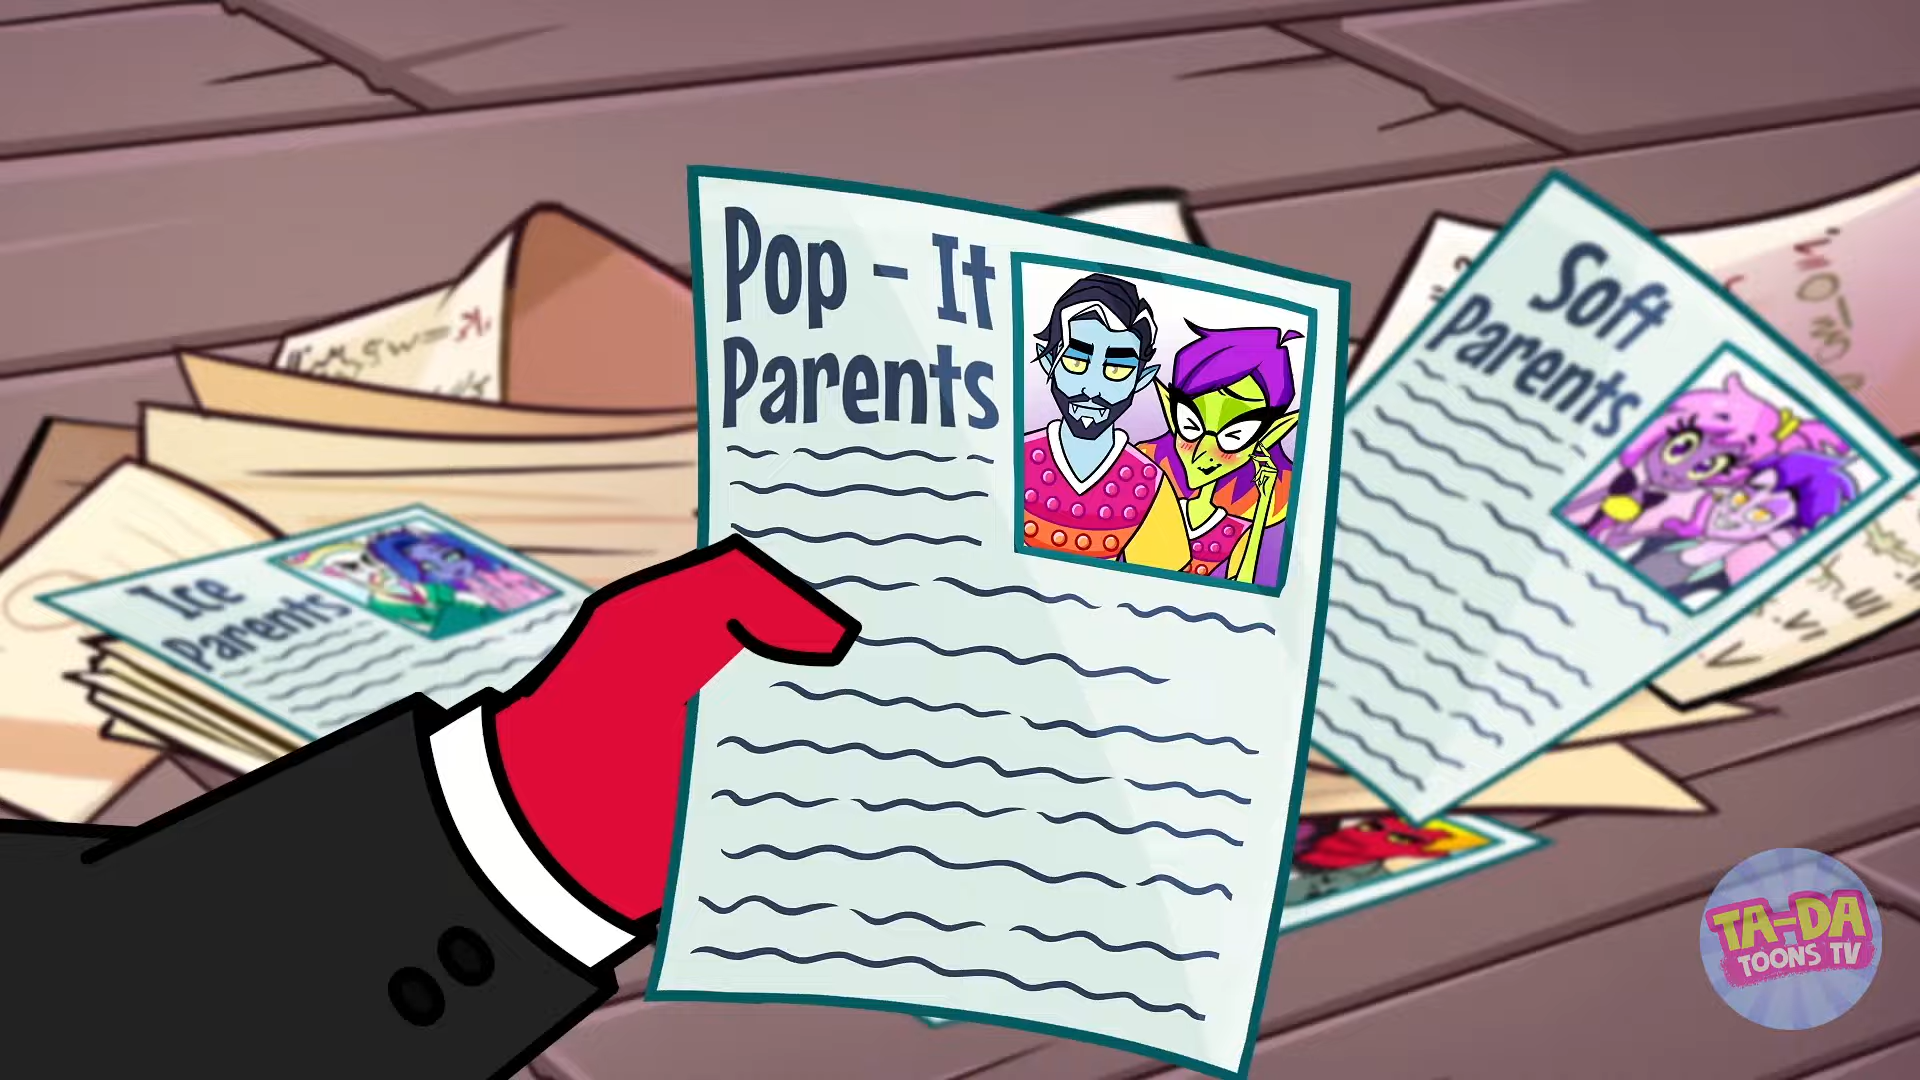 Pop - It
Parents
Soft
Parents
Ice
Parents
TA-DA
TOONS TV